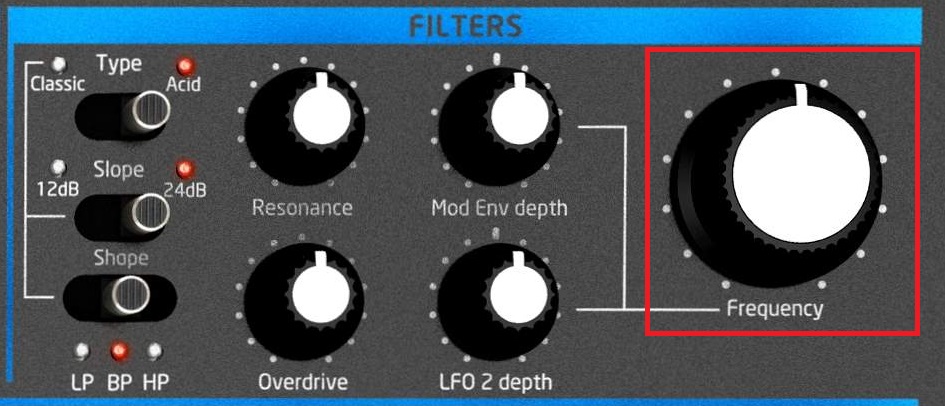 FILTERS
Type
Classic
Acid
Slope
12dB
24dB
Shape
LP BP HP
Resonance
Mod Env depth
Overdrive
LFO 2 depth
Frequency